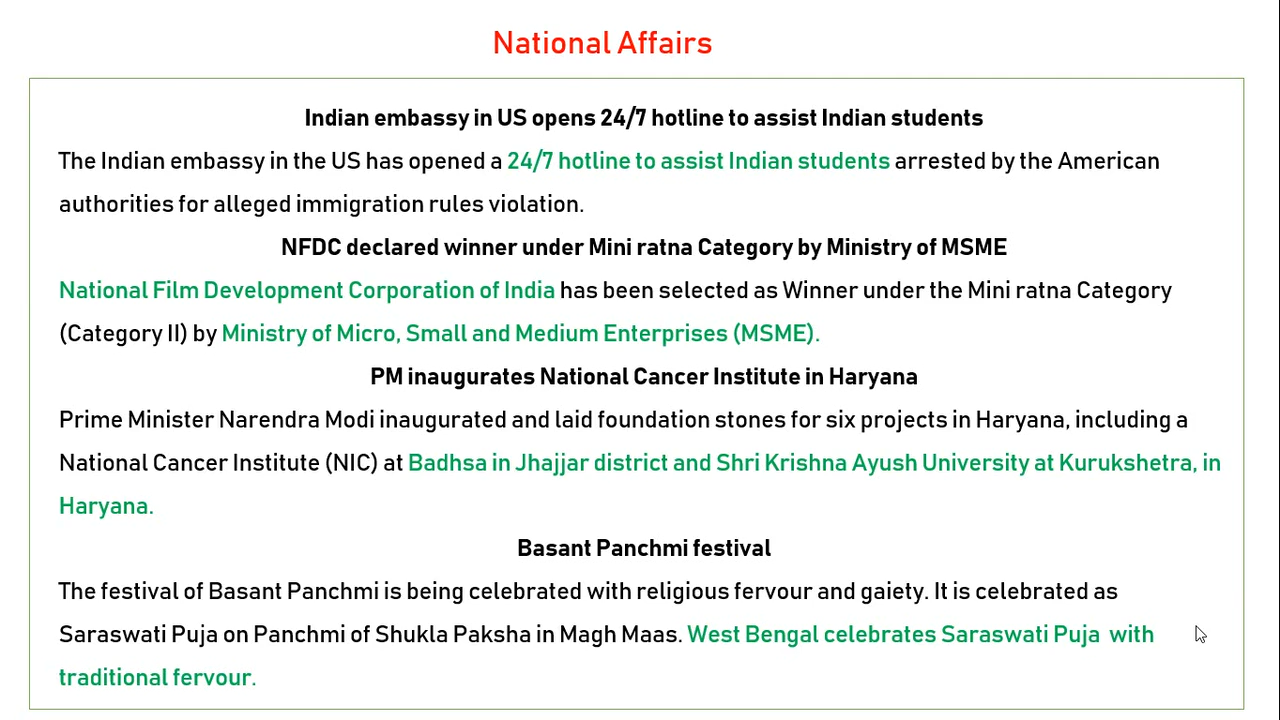 National Affairs
Indian embassy in US opens 24/7 hotline to assist Indian students
The Indian embassy in the US has opened a 24/7 hotline to assist Indian students arrested by the American
authorities for alleged immigration rules violation.
NFDC declared winner under Mini ratna Category by Ministry of MSME
National Film Development Corporation of India has been selected as Winner under the Mini ratna Category
(Category II) by Ministry of Micro, Small and Medium Enterprises (MSME).
PM inaugurates National Cancer Institute in Haryana
Prime Minister Narendra Modi inaugurated and laid foundation stones for six projects in Haryana, including a
National Cancer Institute (NIC) at Badhsa in Jhajjar district and Shri Krishna Ayush University at Kurukshetra, in
Haryana.
Basant Panchmi festival
The festival of Basant Panchmi is being celebrated with religious fervour and gaiety. It is celebrated as
Saraswati Puja on Panchmi of Shukla Paksha in Magh Maas. West Bengal celebrates Saraswati Puja with
traditional fervour.